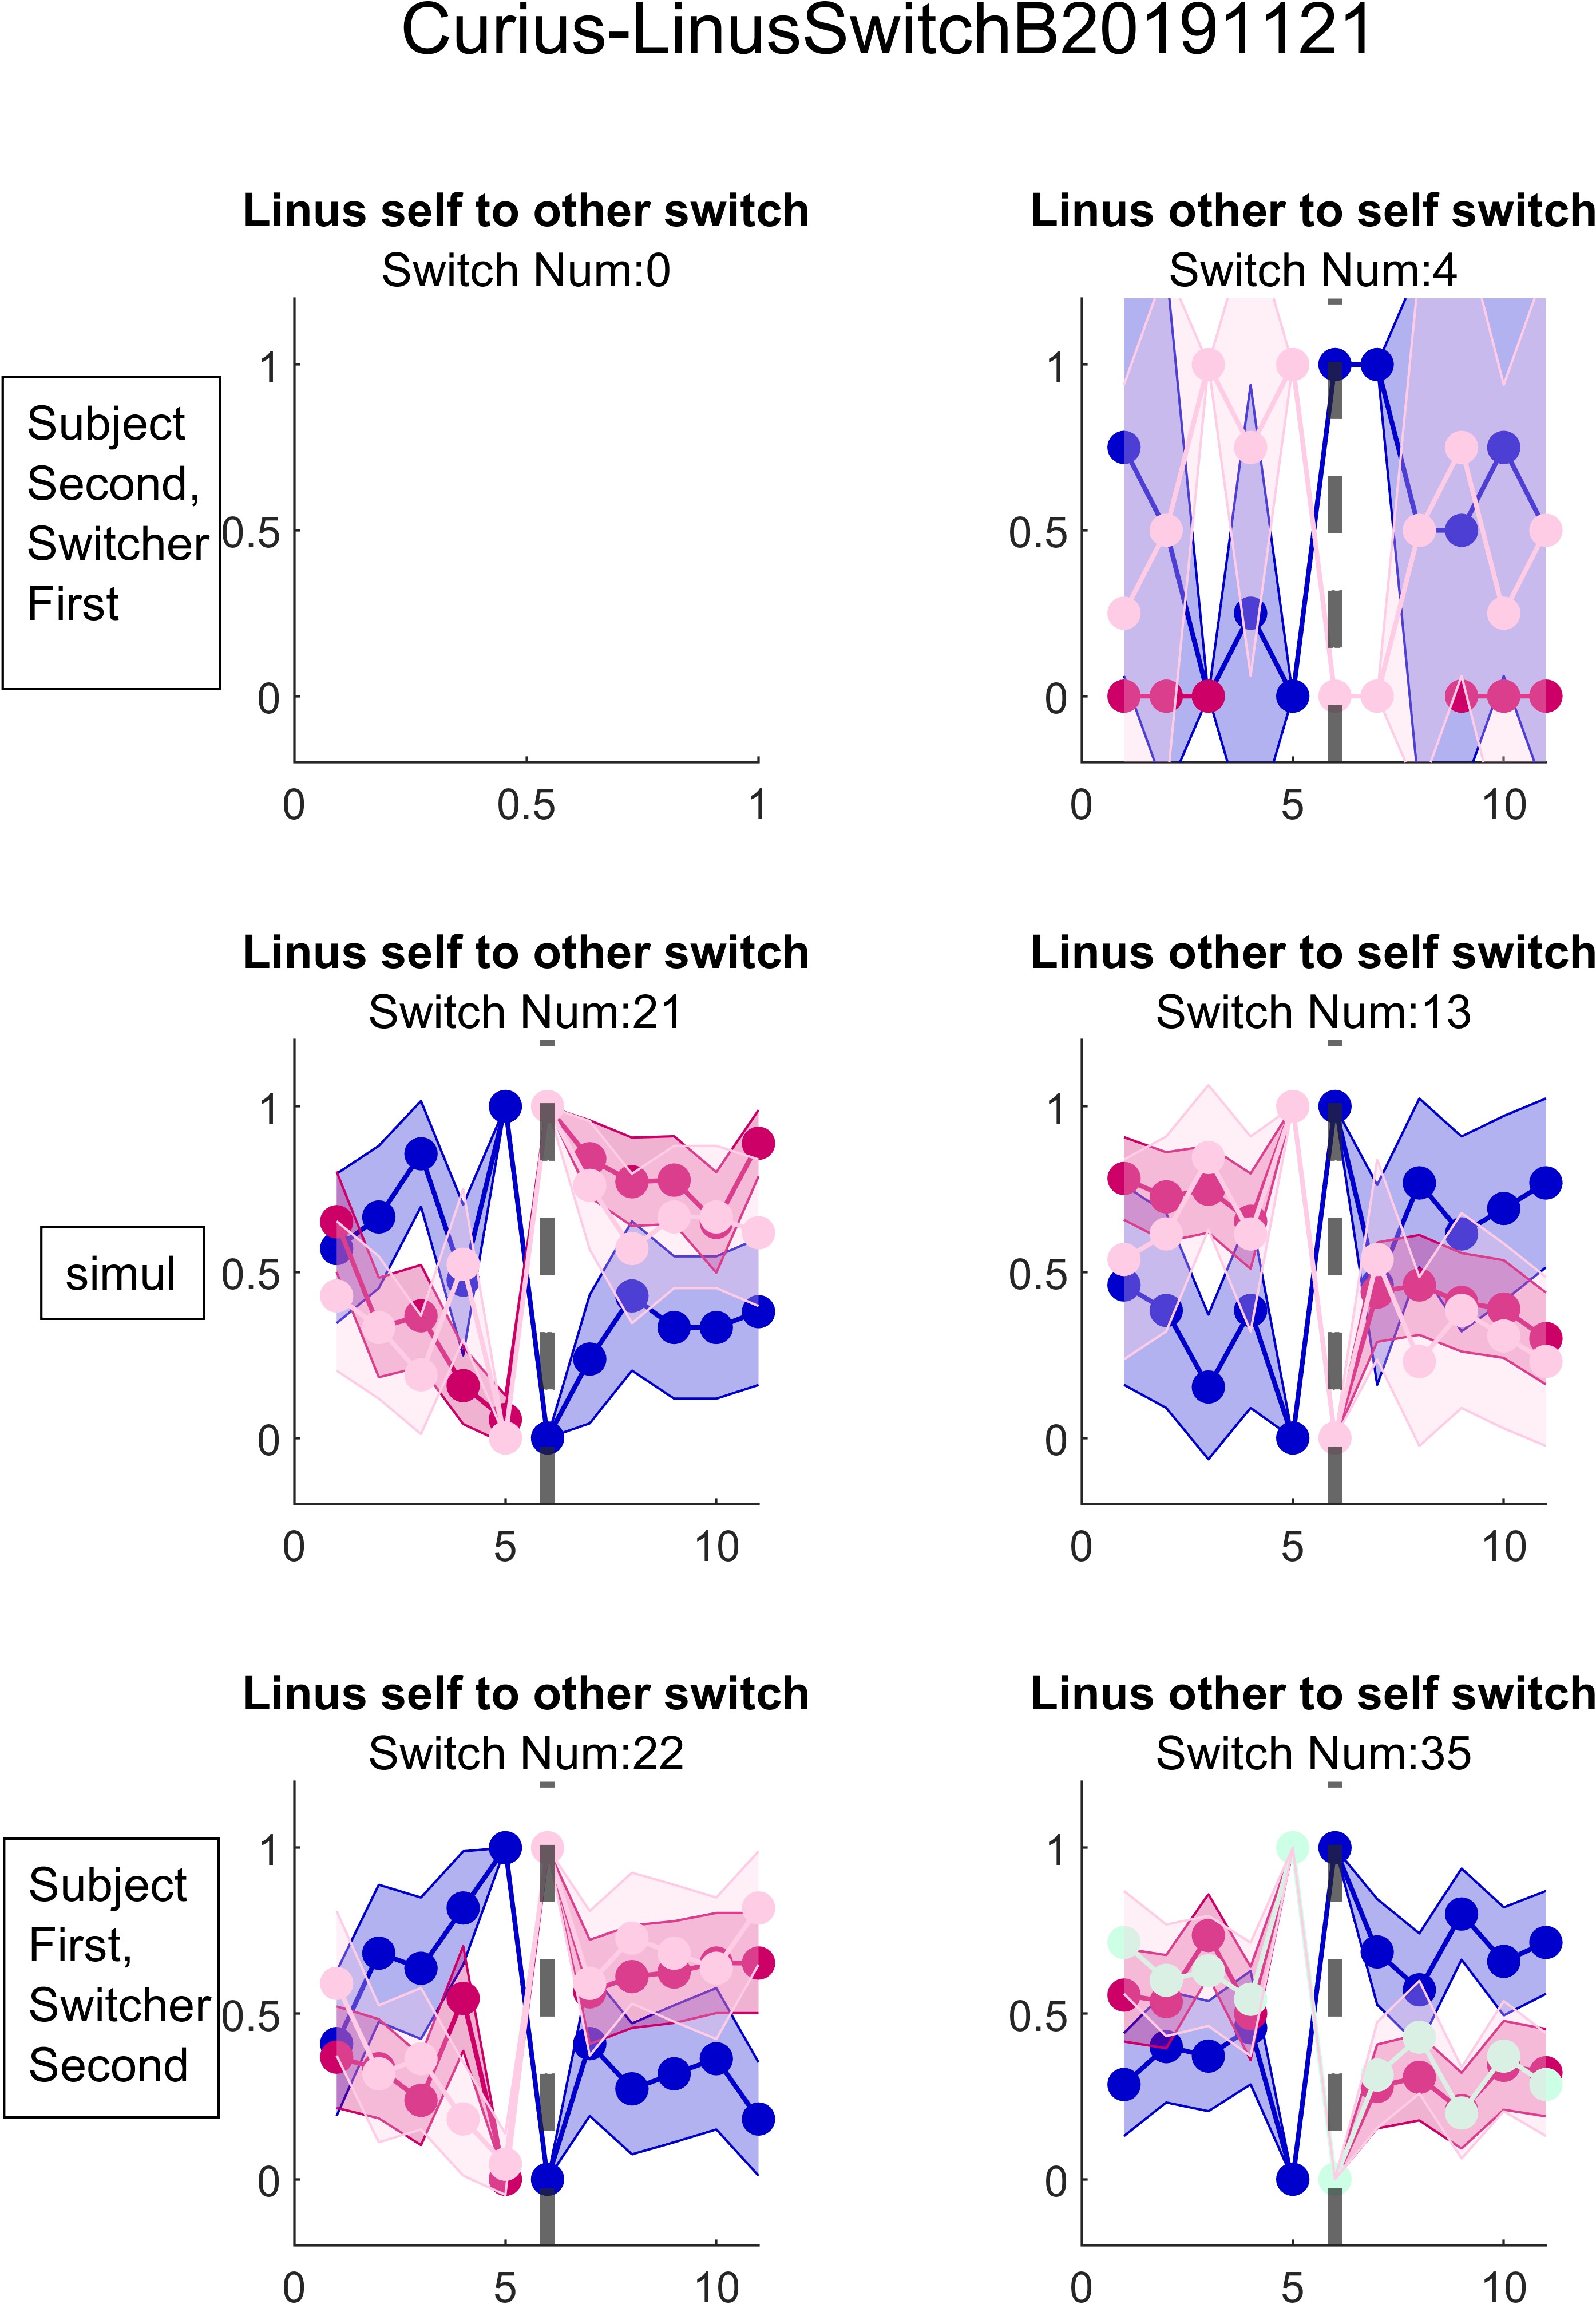 Curius-LinusSwitchB20191121
Linus self to other switch
Switch Num:0
Linus other to self switch
Switch Num:4
Subject
Second,
Switcher
First
1
0.5
0
0
0.5
1
1
0.5
0
0
5
10
Linus self to other switch
Switch Num:21
Linus other to self switch
Switch Num:13
simul
1
0.5
0
0
5
10
1
0.5
0
0
5
10
Linus self to other switch
Switch Num:22
Linus other to self switch
Switch Num:35
Subject
First,
Switcher
Second
1
0.5
0
0
5
10
1
0.5
0
0
5
10